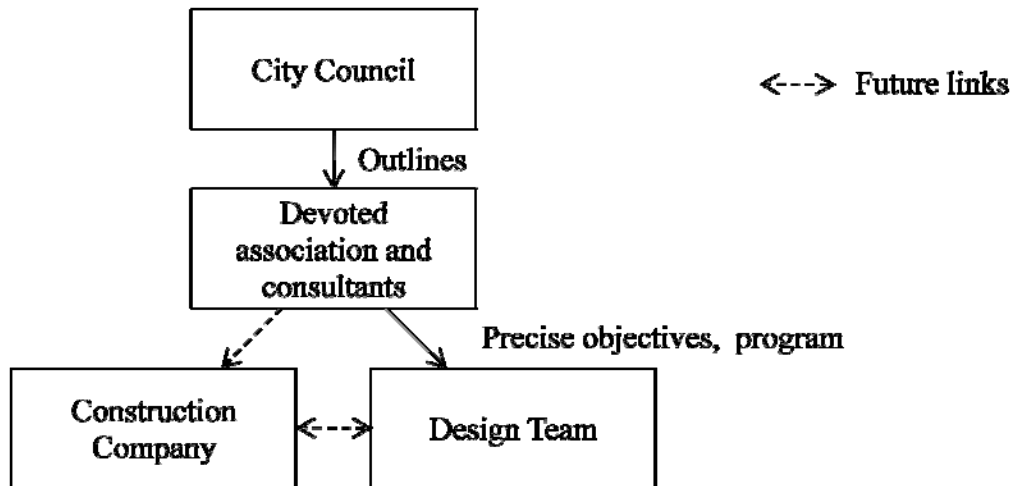 City Council
Future links
Outlines
Devoted
association and
consultants
Precise objectives, program
Construction
Company
Design Team